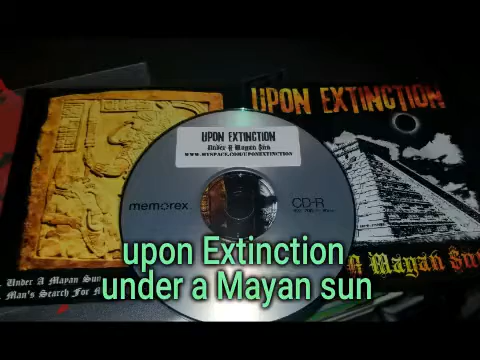 UPON EXTINCTION
UPON EXTINCTION
Under A Mayan Sun
WWW.MYSPACE.COM/UPONEXTINCTION
memorex.
CD-R
A Mayan Sun
. Under A Mayan Sun
. Man's Search For
upon Extinction
under a Mayan sun